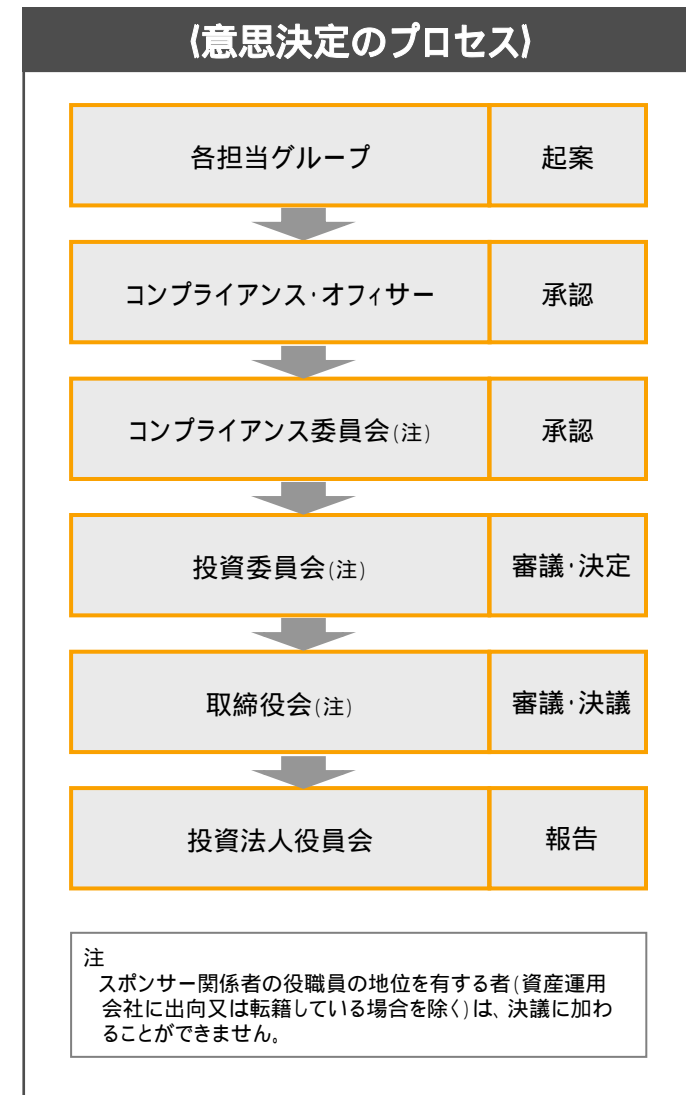 〈意思決定のプロセス〉
各担当グループ 起案
コンプライアンス・オフィサー 承認
コンプライアンス委員会(注) 承認
投資委員会(注) 審議・決定
取締役会(注) 審議・決議
投資法人役員会 報告
注
スポンサー関係者の役職員の地位を有する者(資産運用
会社に出向又は転籍している場合を除く)は、決議に加わ
ることができません。